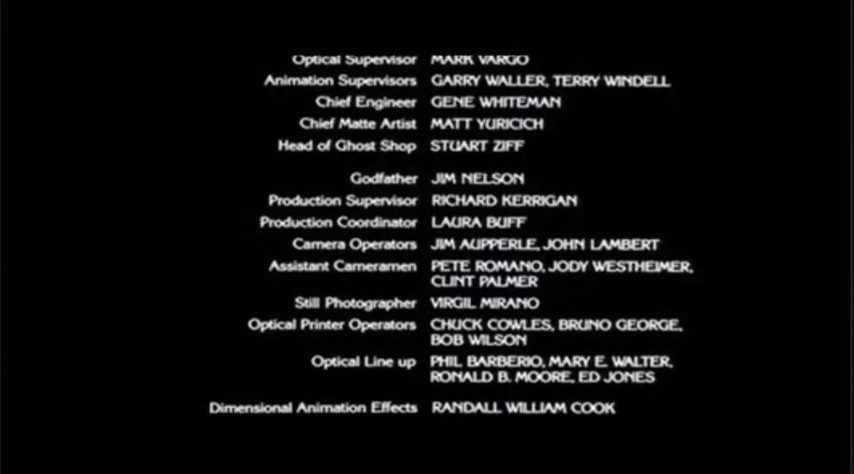 Optical Supervisor MARK VARGO
Animation Supervisors GARRY WALLER, TERRY WINDELL
Chief Engineer GENE WHITEMAN
Chief Matte Artist MATT YURICICH
Head of Ghost Shop STUART ZIFF
Godfather JIM NELSON
Production Supervisor RICHARD KERRIGAN
Production Coordinator LAURA BUFF
Camera Operators JIM AUPPERLE, JOHN LAMBERT
Assistant Cameramen PETE ROMANO, JODY WESTHEIMER,
CLINT PALMER
Still Photographer VIRGIL MIRANO
Optical Printer Operators CHUCK COWLES, BRUNO GEORGE,
BOB WILSON
Optical Line up PHIL BARBERIO, MARY E. WALTER,
RONALD B. MOORE, ED JONES
Dimensional Animation Effects RANDALL WILLIAM COOK